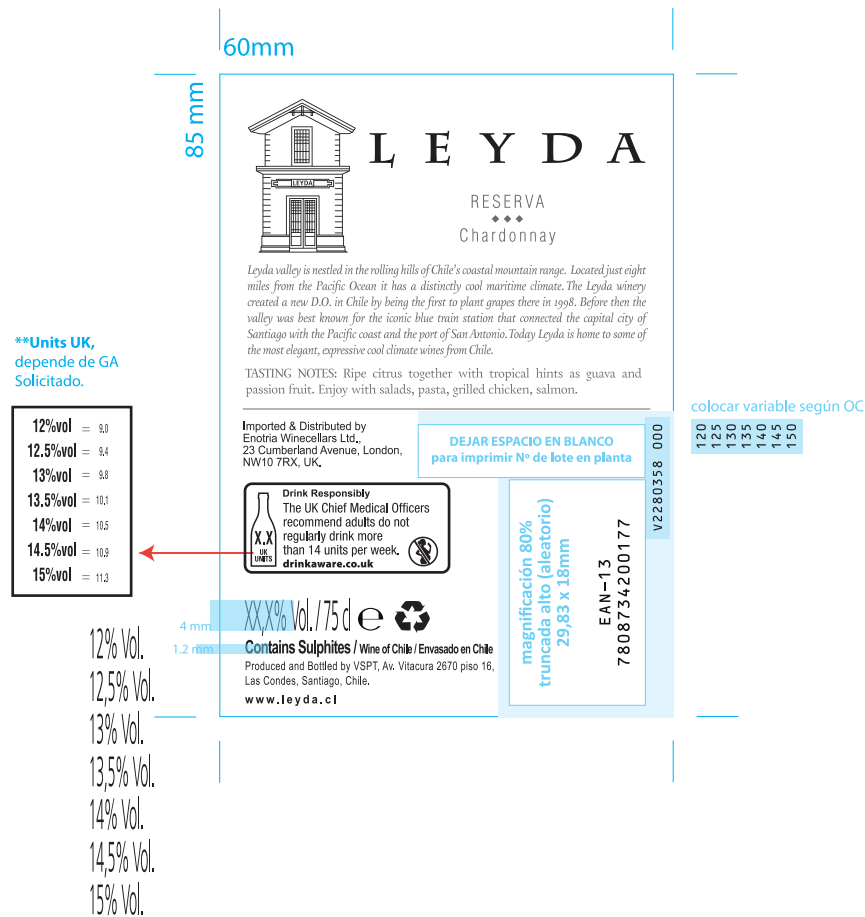 60mm
85 mm
LEYDA
LEYDA
RESERVA
Chardonnay
Leyda valley is nestled in the rolling hills of Chile's coastal mountain range. Located just eight
miles from the Pacific Ocean it has a distinctly cool maritime climate. The Leyda winery
created a new D.O. in Chile by being the first to plant grapes there in 1998. Before then the
valley was best known for the iconic blue train station that connected the capital city of
Santiago with the Pacific coast and the port of San Antonio. Today Leyda is home to some of
the most elegant, expressive cool climate wines from Chile.
TASTING NOTES: Ripe citrus together with tropical hints as guava and
passion fruit. Enjoy with salads, pasta, grilled chicken, salmon.
**Units UK,
depende de GA
Solicitado.
12%vol = 9.0
12.5%vol = 9.4
13%vol = 9.8
13.5%vol = 10,1
14%vol = 10,5
14.5%vol = 10,9
15%vol = 11.3
Imported & Distributed by
Enotria Winecellars Ltd.,
23 Cumberland Avenue, London,
NW10 7RX, UK.
DEJAR ESPACIO EN BLANCO
para imprimir Nº de lote en planta
V2280358 000
colocar variable según OC
120
125
130
135
140
145
150
X.X
UK
UNITS
Drink Responsibly
The UK Chief Medical Officers
recommend adults do not
regularly drink more
than 14 units per week.
drinkaware.co.uk
magnificación 80%
truncada alto (aleatorio)
29,83 x 18mm
EAN-13
7808734200177
4 mm
XX,X% Vol. / 75 cl e
1.2 mm
Contains Sulphites / Wine of Chile / Envasado en Chile
Produced and Bottled by VSPT, Av. Vitacura 2670 piso 16,
Las Condes, Santiago, Chile.
www.leyda.cl
12% Vol.
12,5% Vol.
13% Vol.
13,5% Vol.
14% Vol.
14,5% Vol.
15% Vol.